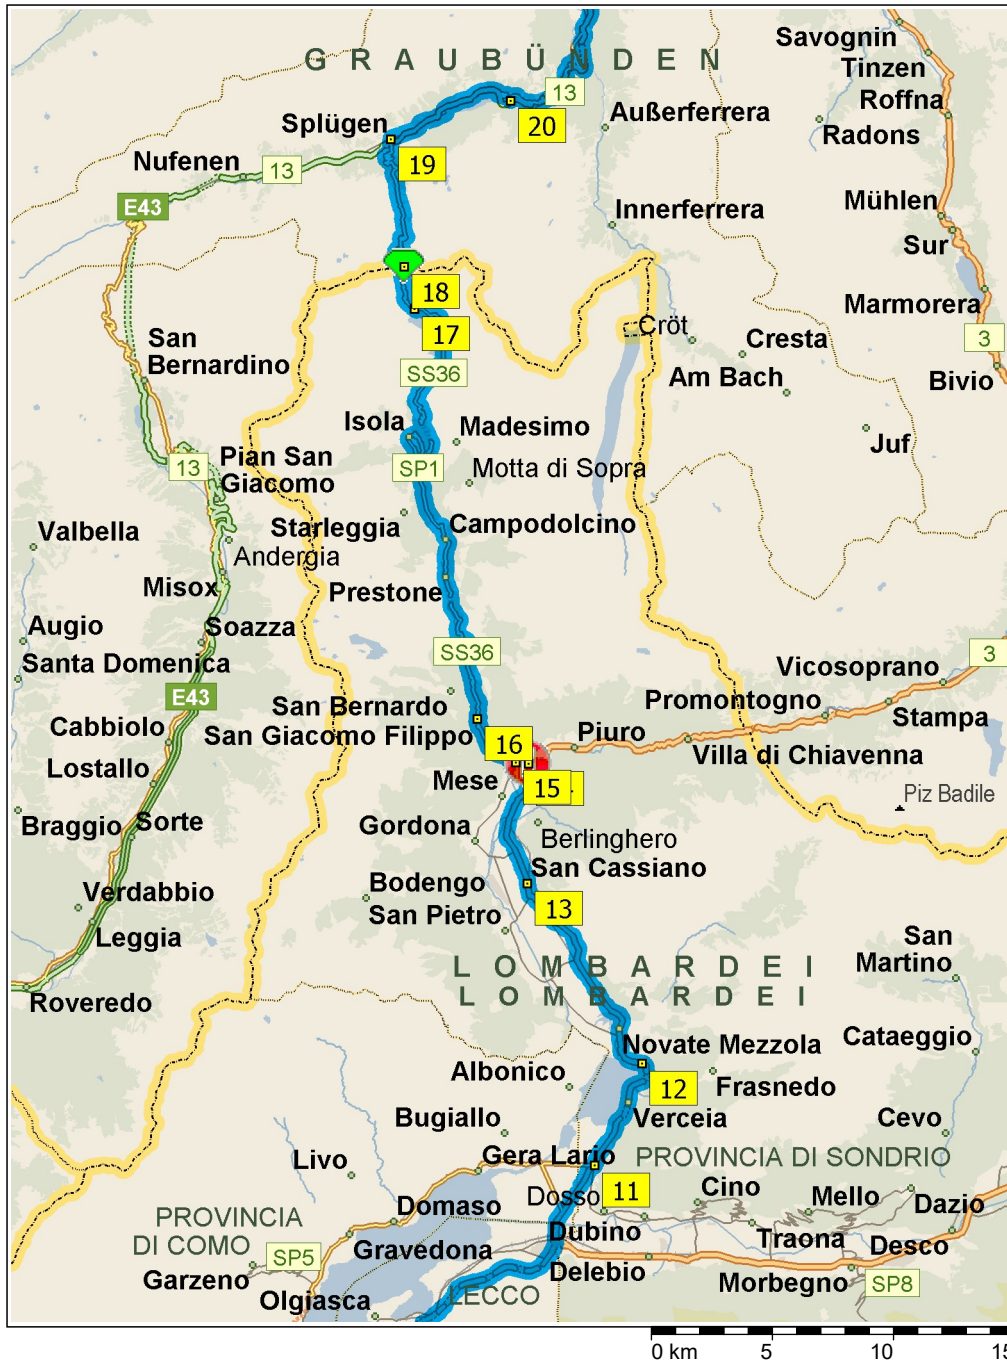 Savognin
GRAUBÜNDEN
Tinzen
13
Roffna
Außerferrera
Splügen
20
Radons
Nufenen
13
19
E43
Mühlen
Innerferrera
Sur
18
Marmorera
17
Cröt
San
Bernardino
Cresta
3
SS36
Am Bach
Bivio
Isola
Madesimo
Juf
13
Pian San
Giacomo
SP1
Motta di Sopra
Starleggia
Campodolcino
Valbella
Andergia
Misox
Prestone
Augio
Soazza
SS36
3
Santa Domenica
Vicosoprano
E43
San Bernardo
Promontogno
Stampa
Cabbiolo
San Giacomo Filippo
16
Piuro
Villa di Chiavenna
Lostallo
Mese
15
Piz Badile
Braggio
Sorte
Gordona
Berlinghero
San Cassiano
Verdabbio
Bodengo
13
San Pietro
Leggia
San
Martino
LOMBARDEI
LOMBARDEI
Roveredo
Novate Mezzola
Cataeggio
Albonico
12
Frasnedo
Bugiallo
Verceia
Cevo
Livo
Gera Lario
PROVINCIA DI SONDRIO
11
Cino
Domaso
Dosso
Mello
Dazio
PROVINCIA
DI COMO
Dubino
Traona
Desco
SP5
Gravedona
Garzeno
Delebio
Morbegno
SP8
Olgiasca
LECCO
0 km
5
10
15